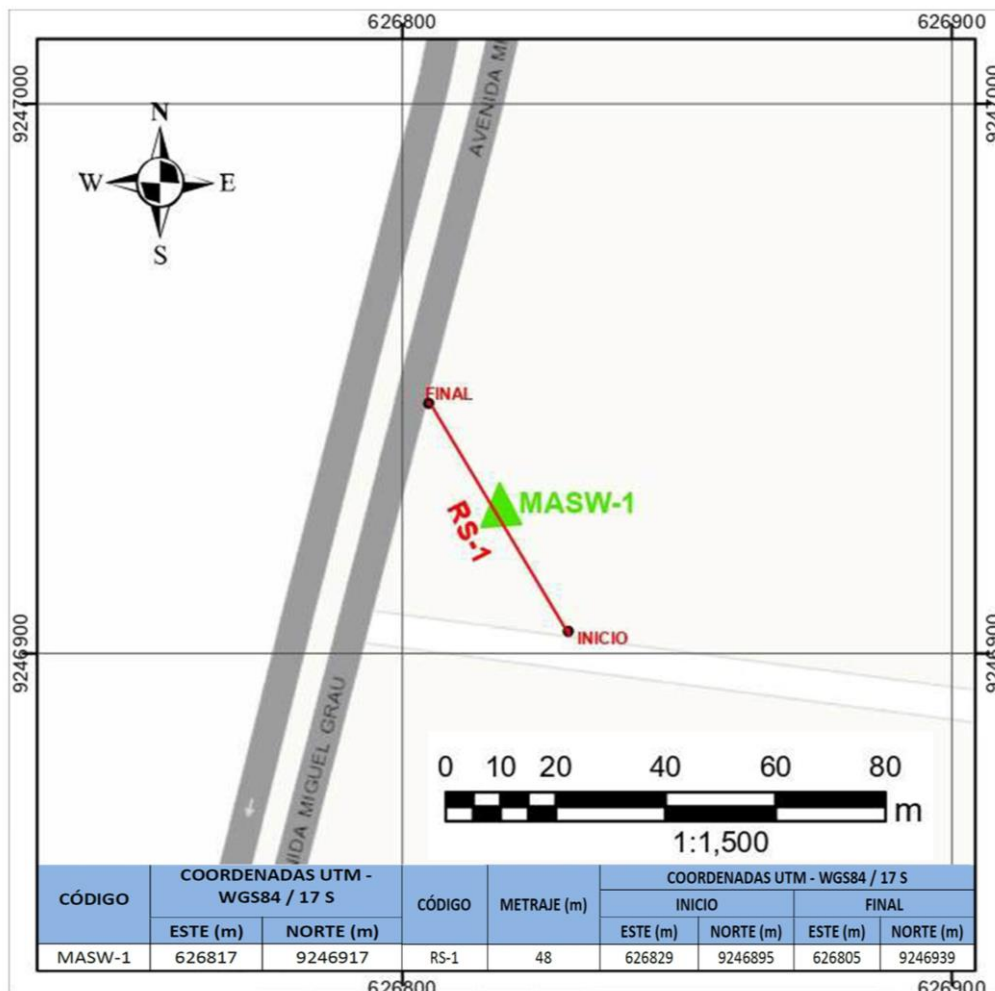 626800 626900
9247000 9247000
N
W E
S
AVENIDA MI
FINAL
MASW-1
RS-1
INICIO
9246900 9246900
NIDA MIGUEL GRAU
0 10 20 40 60 80
m
1:1,500
CÓDIGO COORDENADAS UTM - WGS84 / 17 S CÓDIGO METRAJE (m) COORDENADAS UTM - WGS84 / 17 S
INICIO FINAL
ESTE (m) NORTE (m) ESTE (m) NORTE (m) ESTE (m) NORTE (m)
MASW-1 626817 9246917 RS-1 48 626829 9246895 626805 9246939
626800 626900